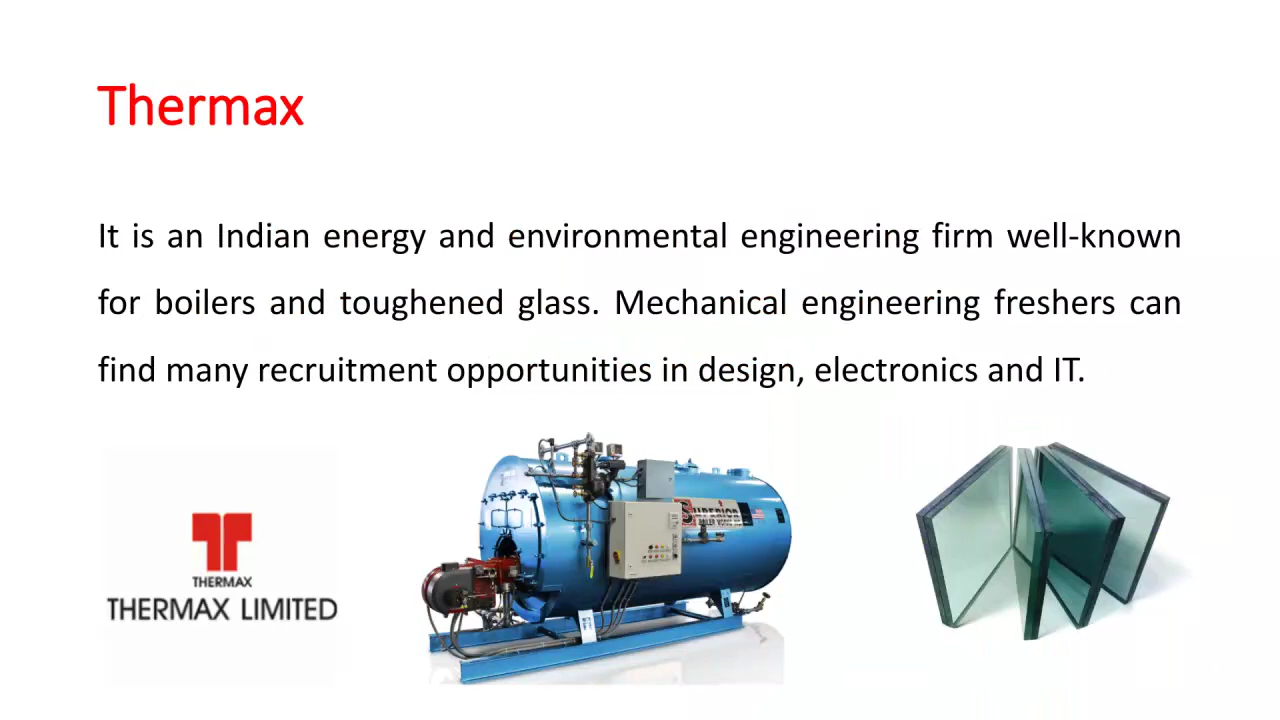 Thermax
It is an Indian energy and environmental engineering firm well-known
for boilers and toughened glass. Mechanical engineering freshers can
find many recruitment opportunities in design, electronics and IT.
THERMAX
THERMAX LIMITED
SUPERIOR